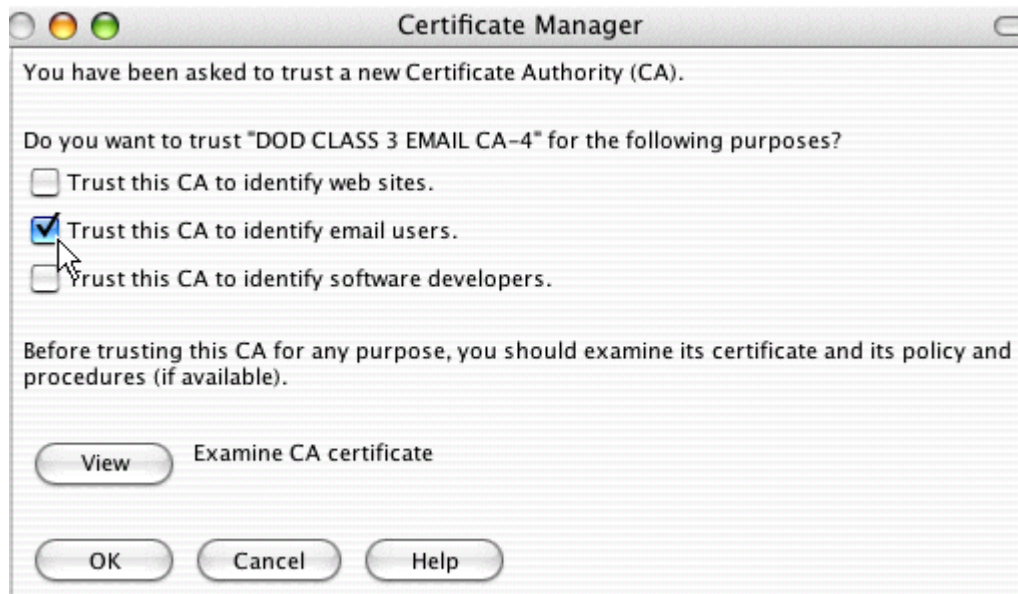 Certificate Manager
You have been asked to trust a new Certificate Authority (CA).
Do you want to trust "DOD CLASS 3 EMAIL CA-4" for the following purposes?
Trust this CA to identify web sites.
Trust this CA to identify email users.
Trust this CA to identify software developers.
Before trusting this CA for any purpose, you should examine its certificate and its policy and
procedures (if available).
View Examine CA certificate
OK Cancel Help